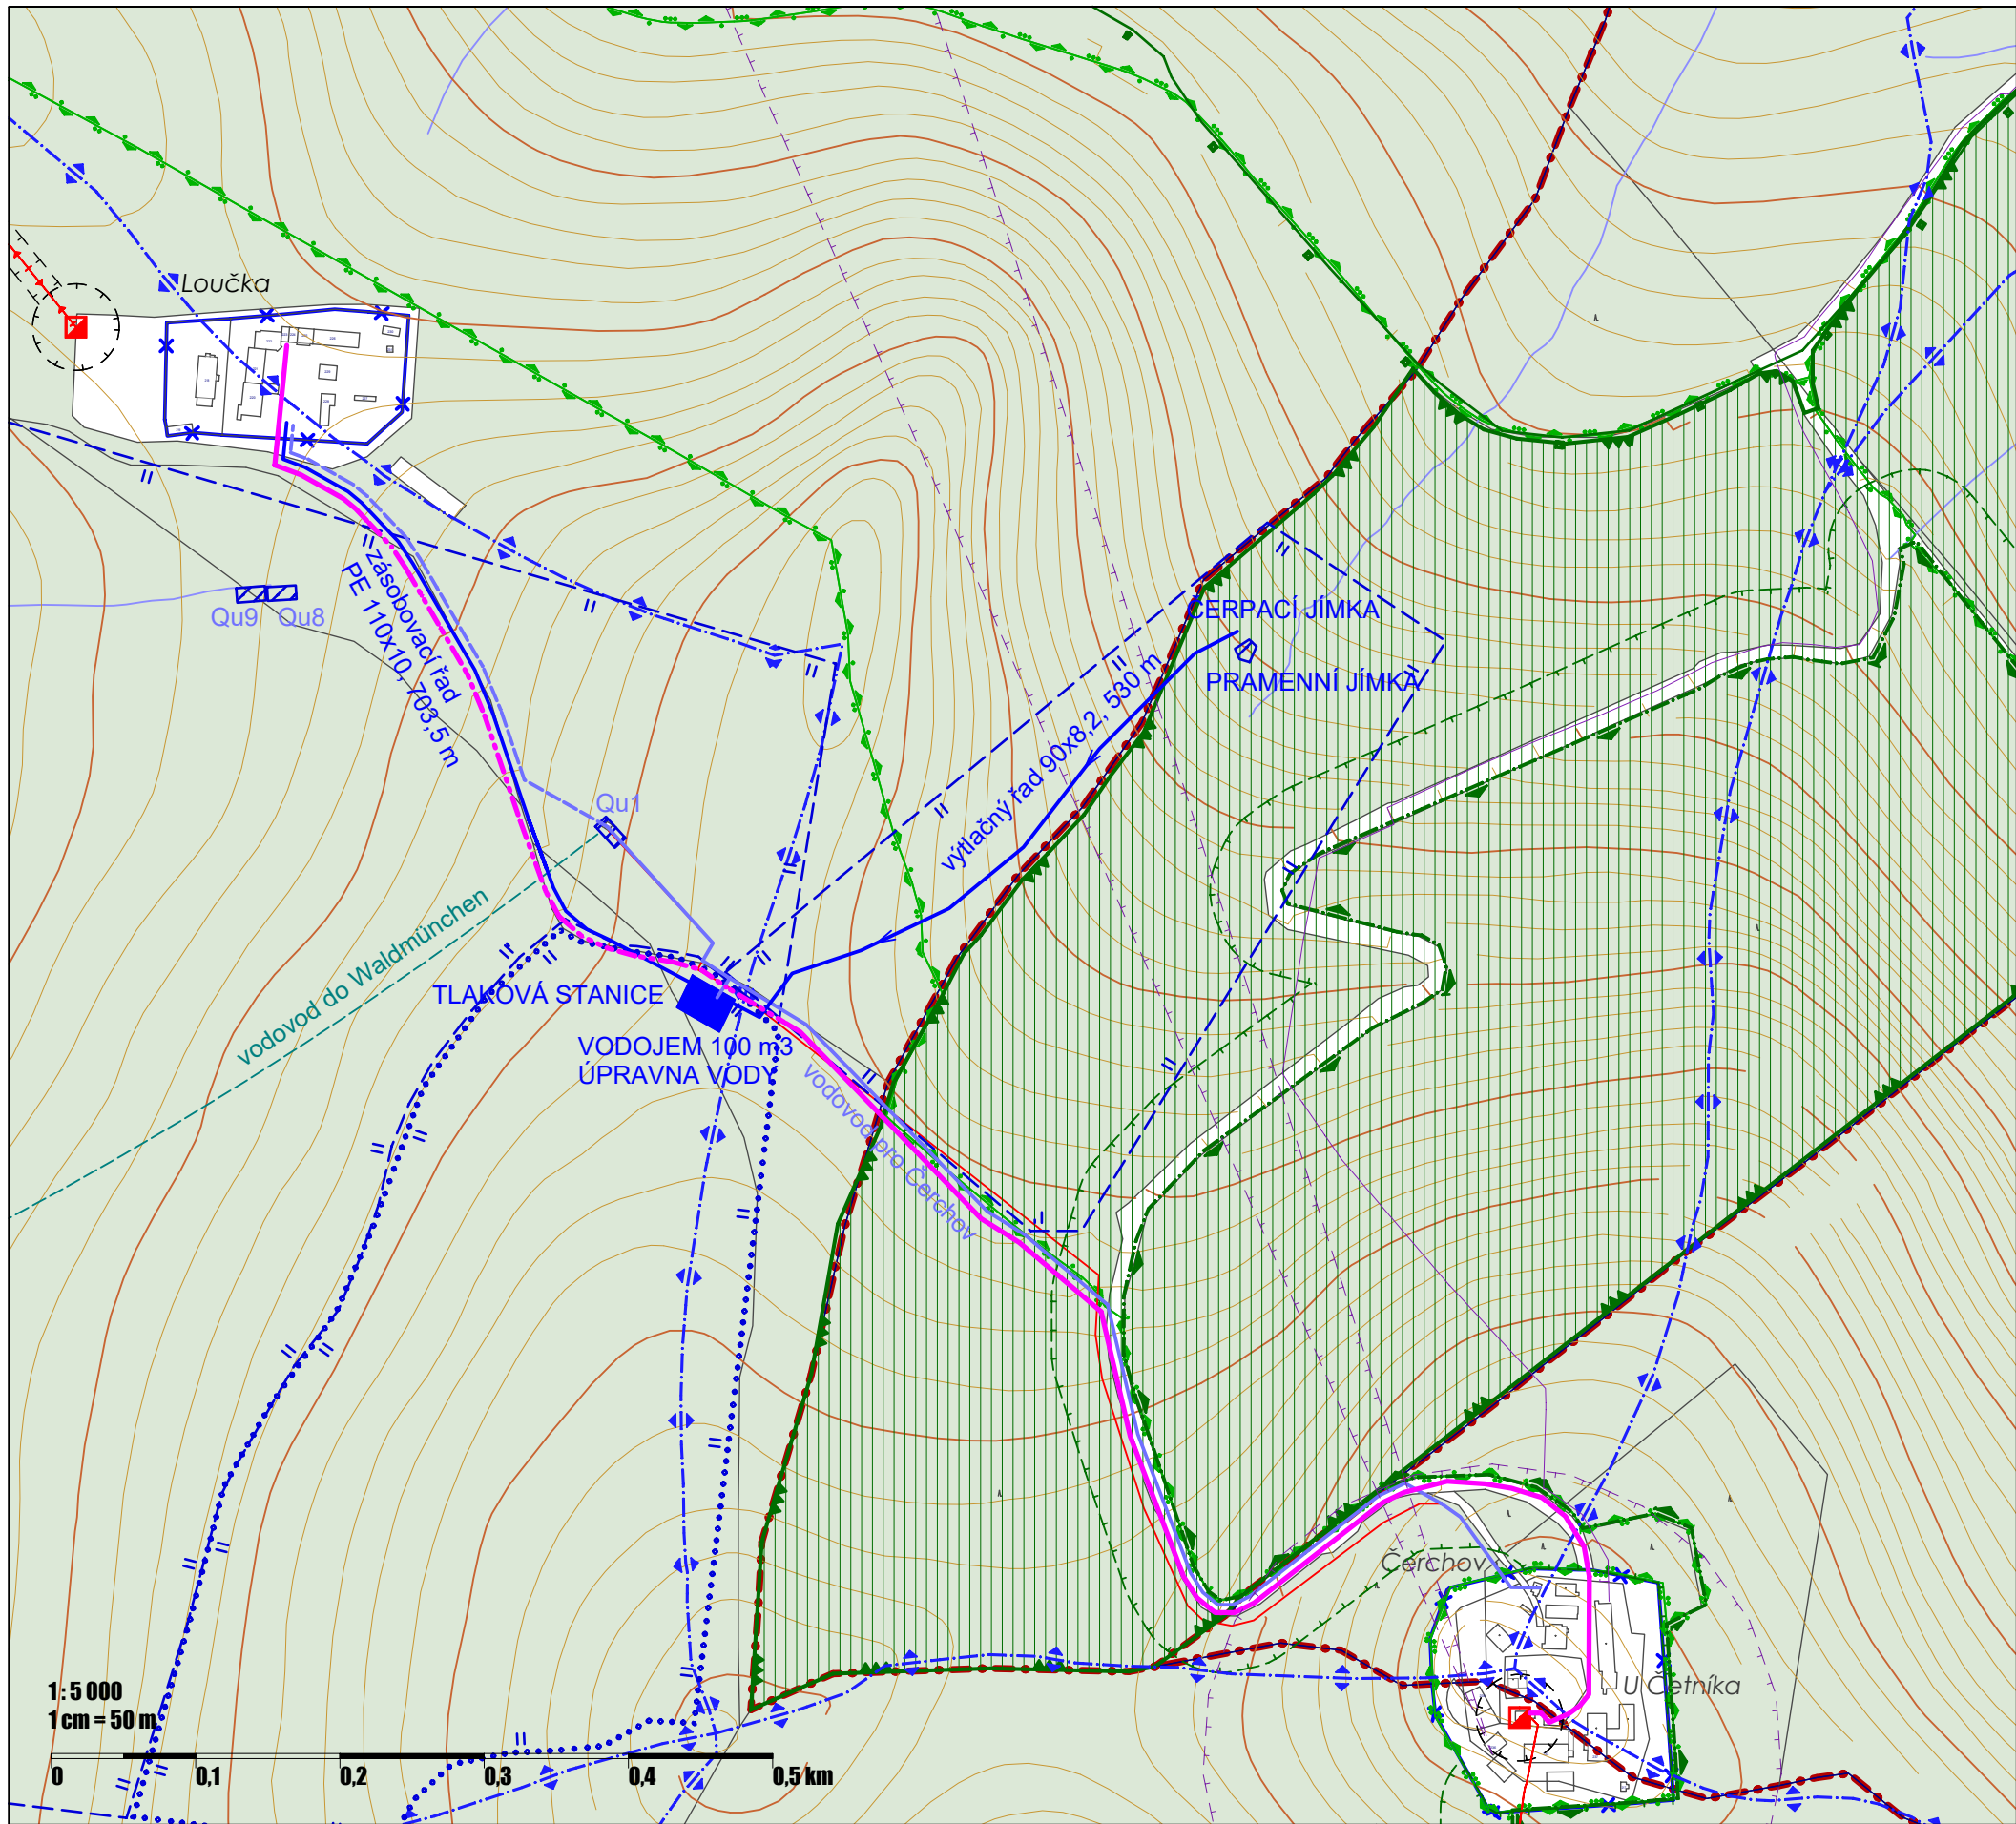 Loučka
Qu9
Qu8
zásobovací řad
PE 110x10, 703,5 m
ČERPACÍ JÍMKA
PRAMENNÍ JÍMKA
výtlačný řad 90x8,2, 530 m
Qu1
vodovod do Waldmünchen
TLAKOVÁ STANICE
VODOJEM 100 m3
ÚPRAVNA VODY
vodovod pro Čerchov
Čerchov
U Četníka
1: 5 000
1 cm = 50 m
0
0,1
0,2
0,3
0,4
0,5 km